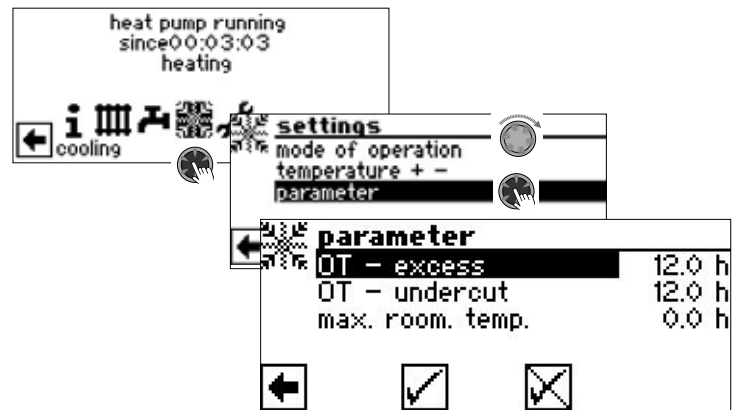 heat pump running
since00:03:03
heating
cooling
settings
mode of operation
temperature + -
parameter
parameter
OT - excess 12.0 h
OT - undercut 12.0 h
max. room. temp. 0.0 h